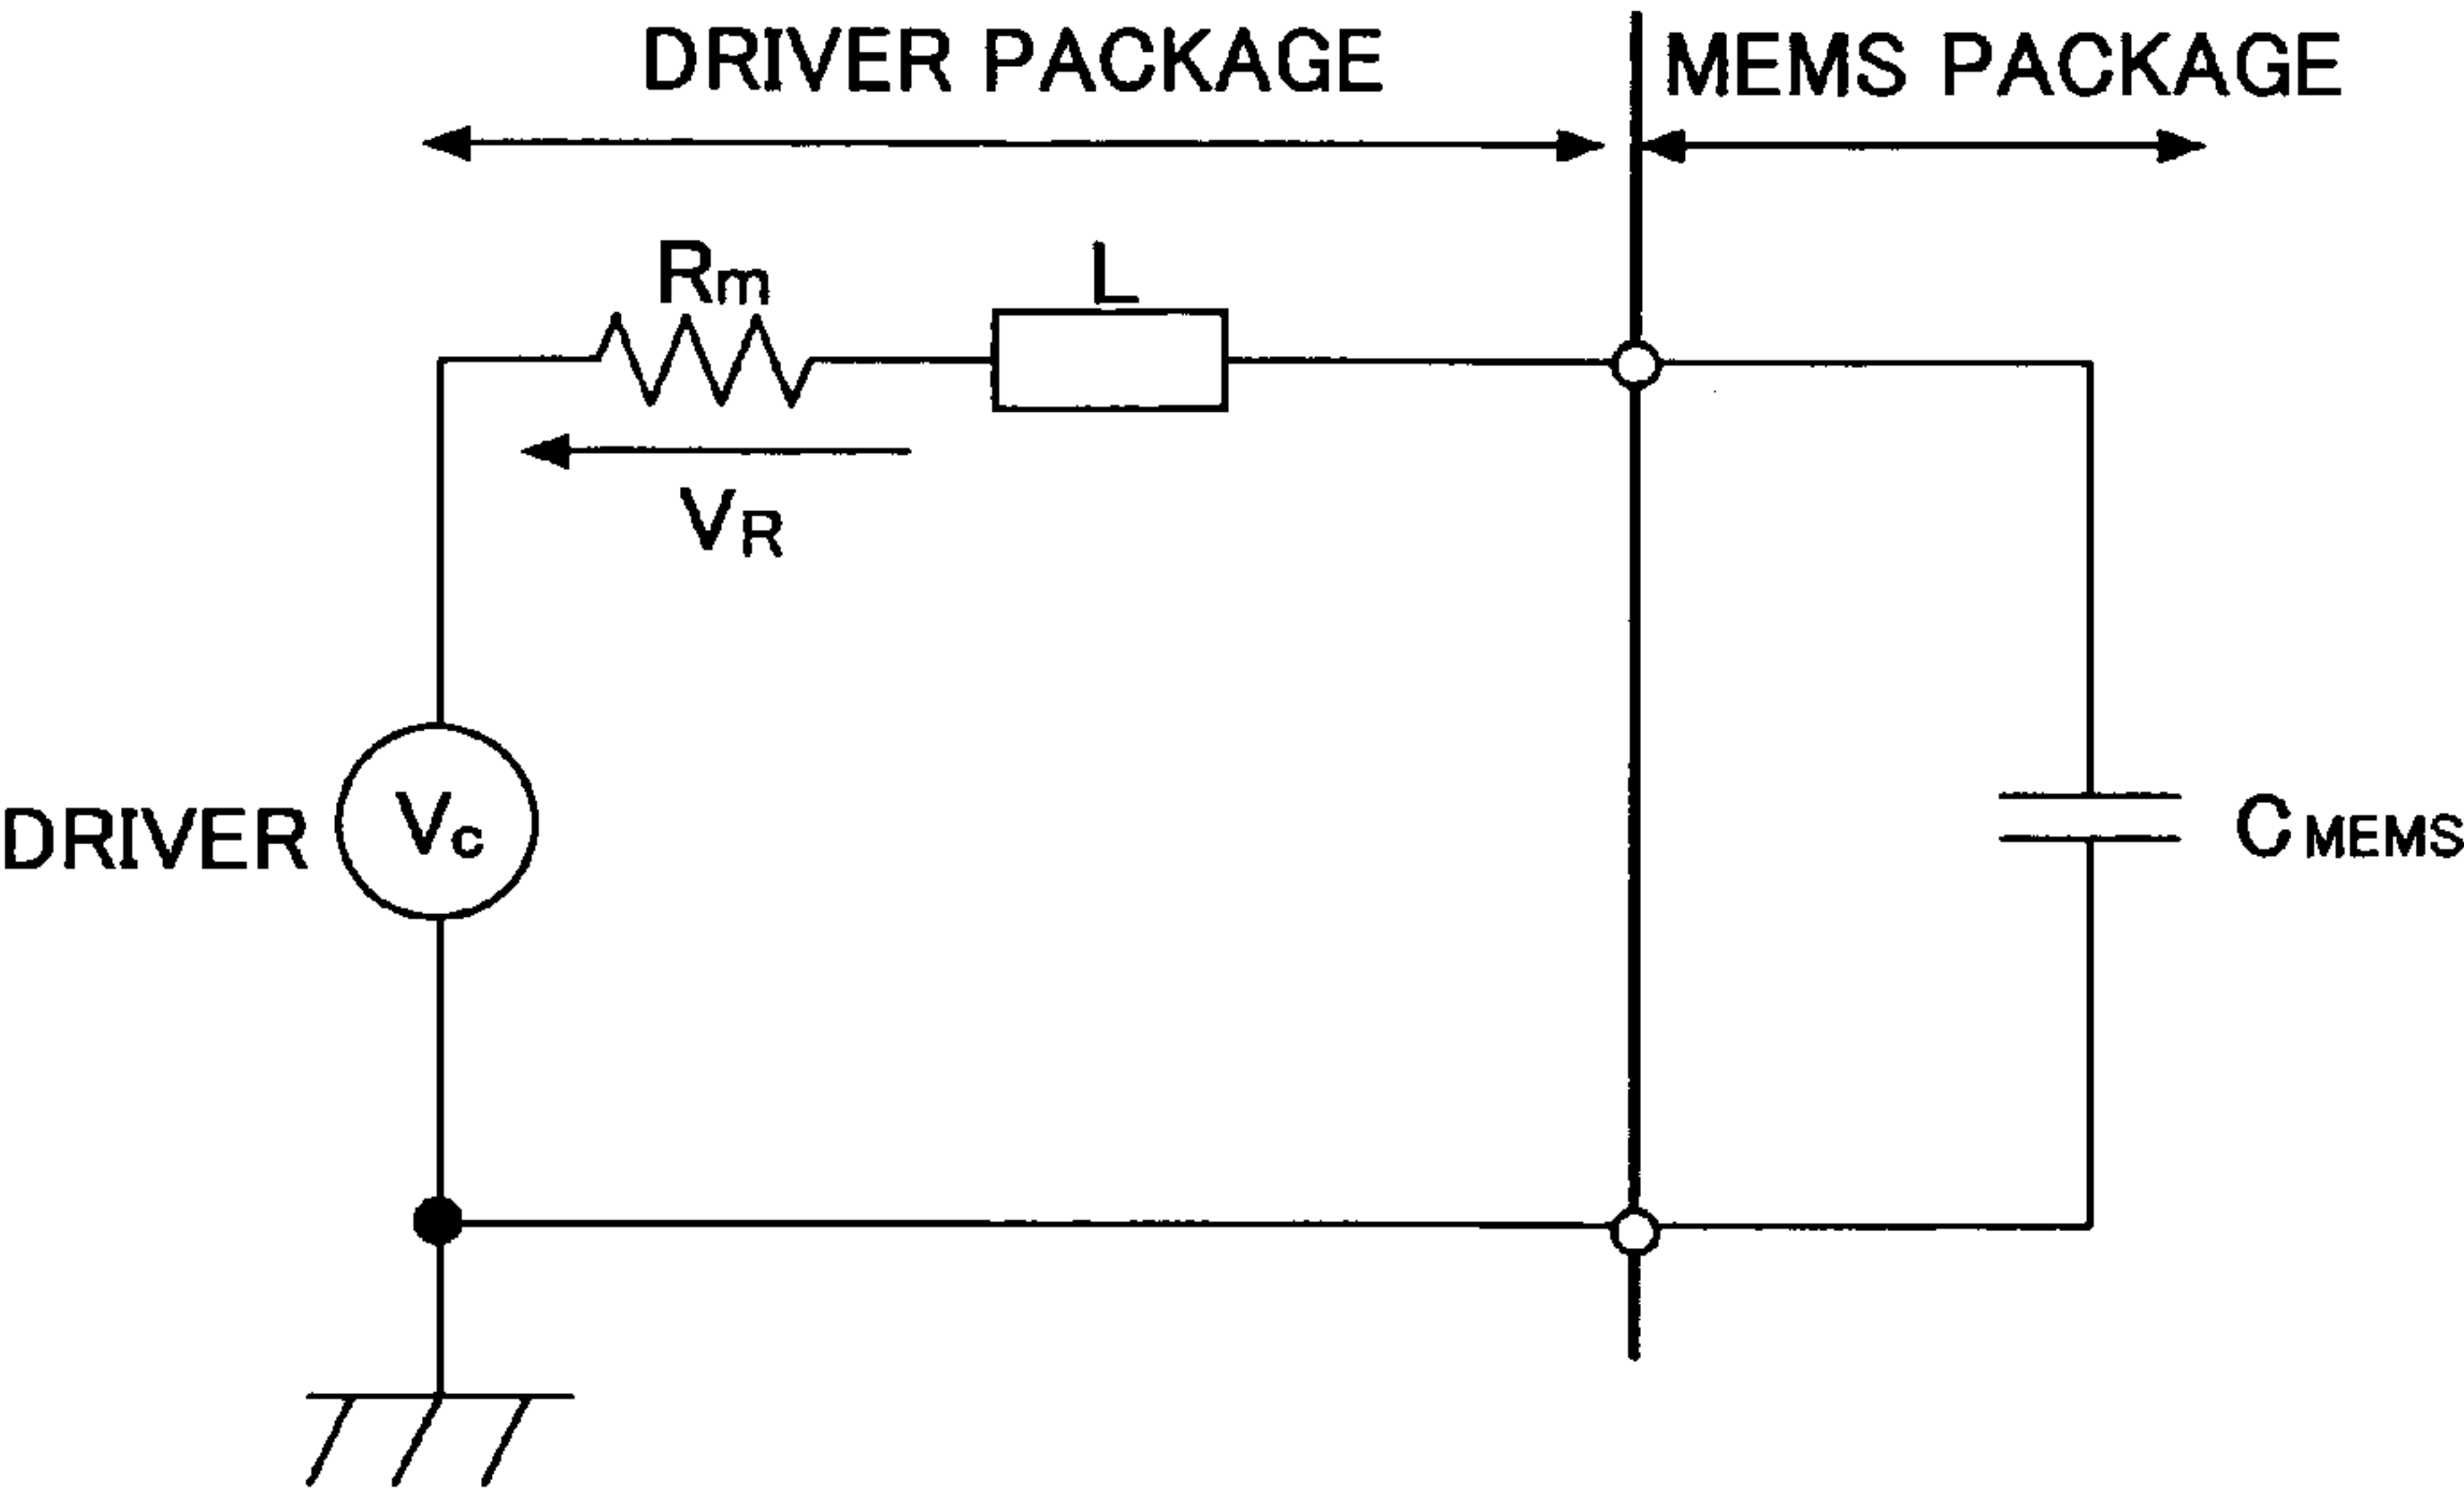 DRIVER PACKAGE
MEMS PACKAGE
Rm
L
VR
DRIVER
Vc
CMEMS